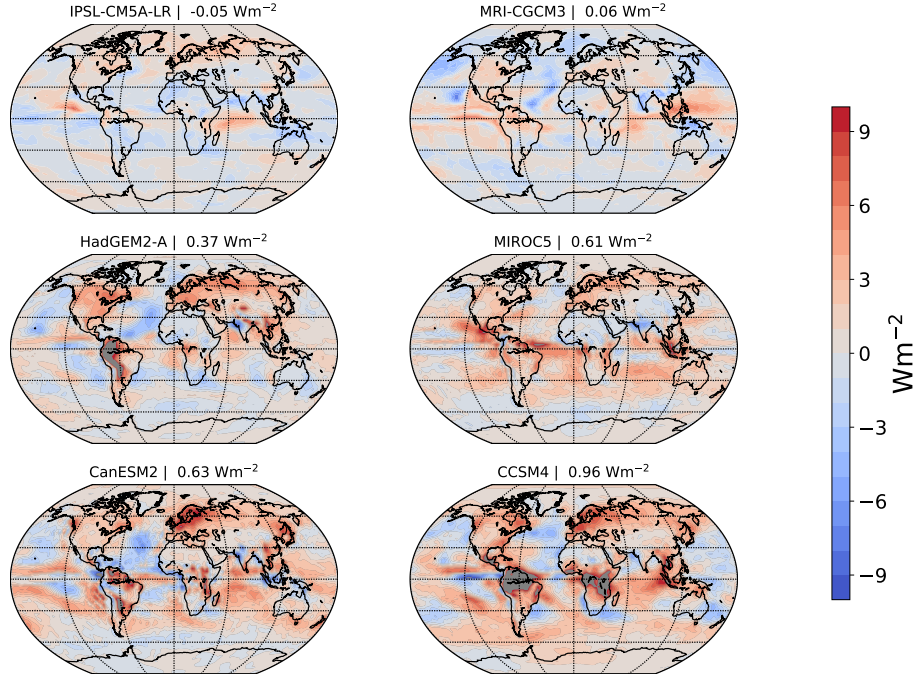 IPSL-CM5A-LR | -0.05 Wm⁻²
MRI-CGCM3 | 0.06 Wm⁻²
HadGEM2-A | 0.37 Wm⁻²
MIROC5 | 0.61 Wm⁻²
CanESM2 | 0.63 Wm⁻²
CCSM4 | 0.96 Wm⁻²
9
6
3
0
−3
−6
−9
Wm⁻²